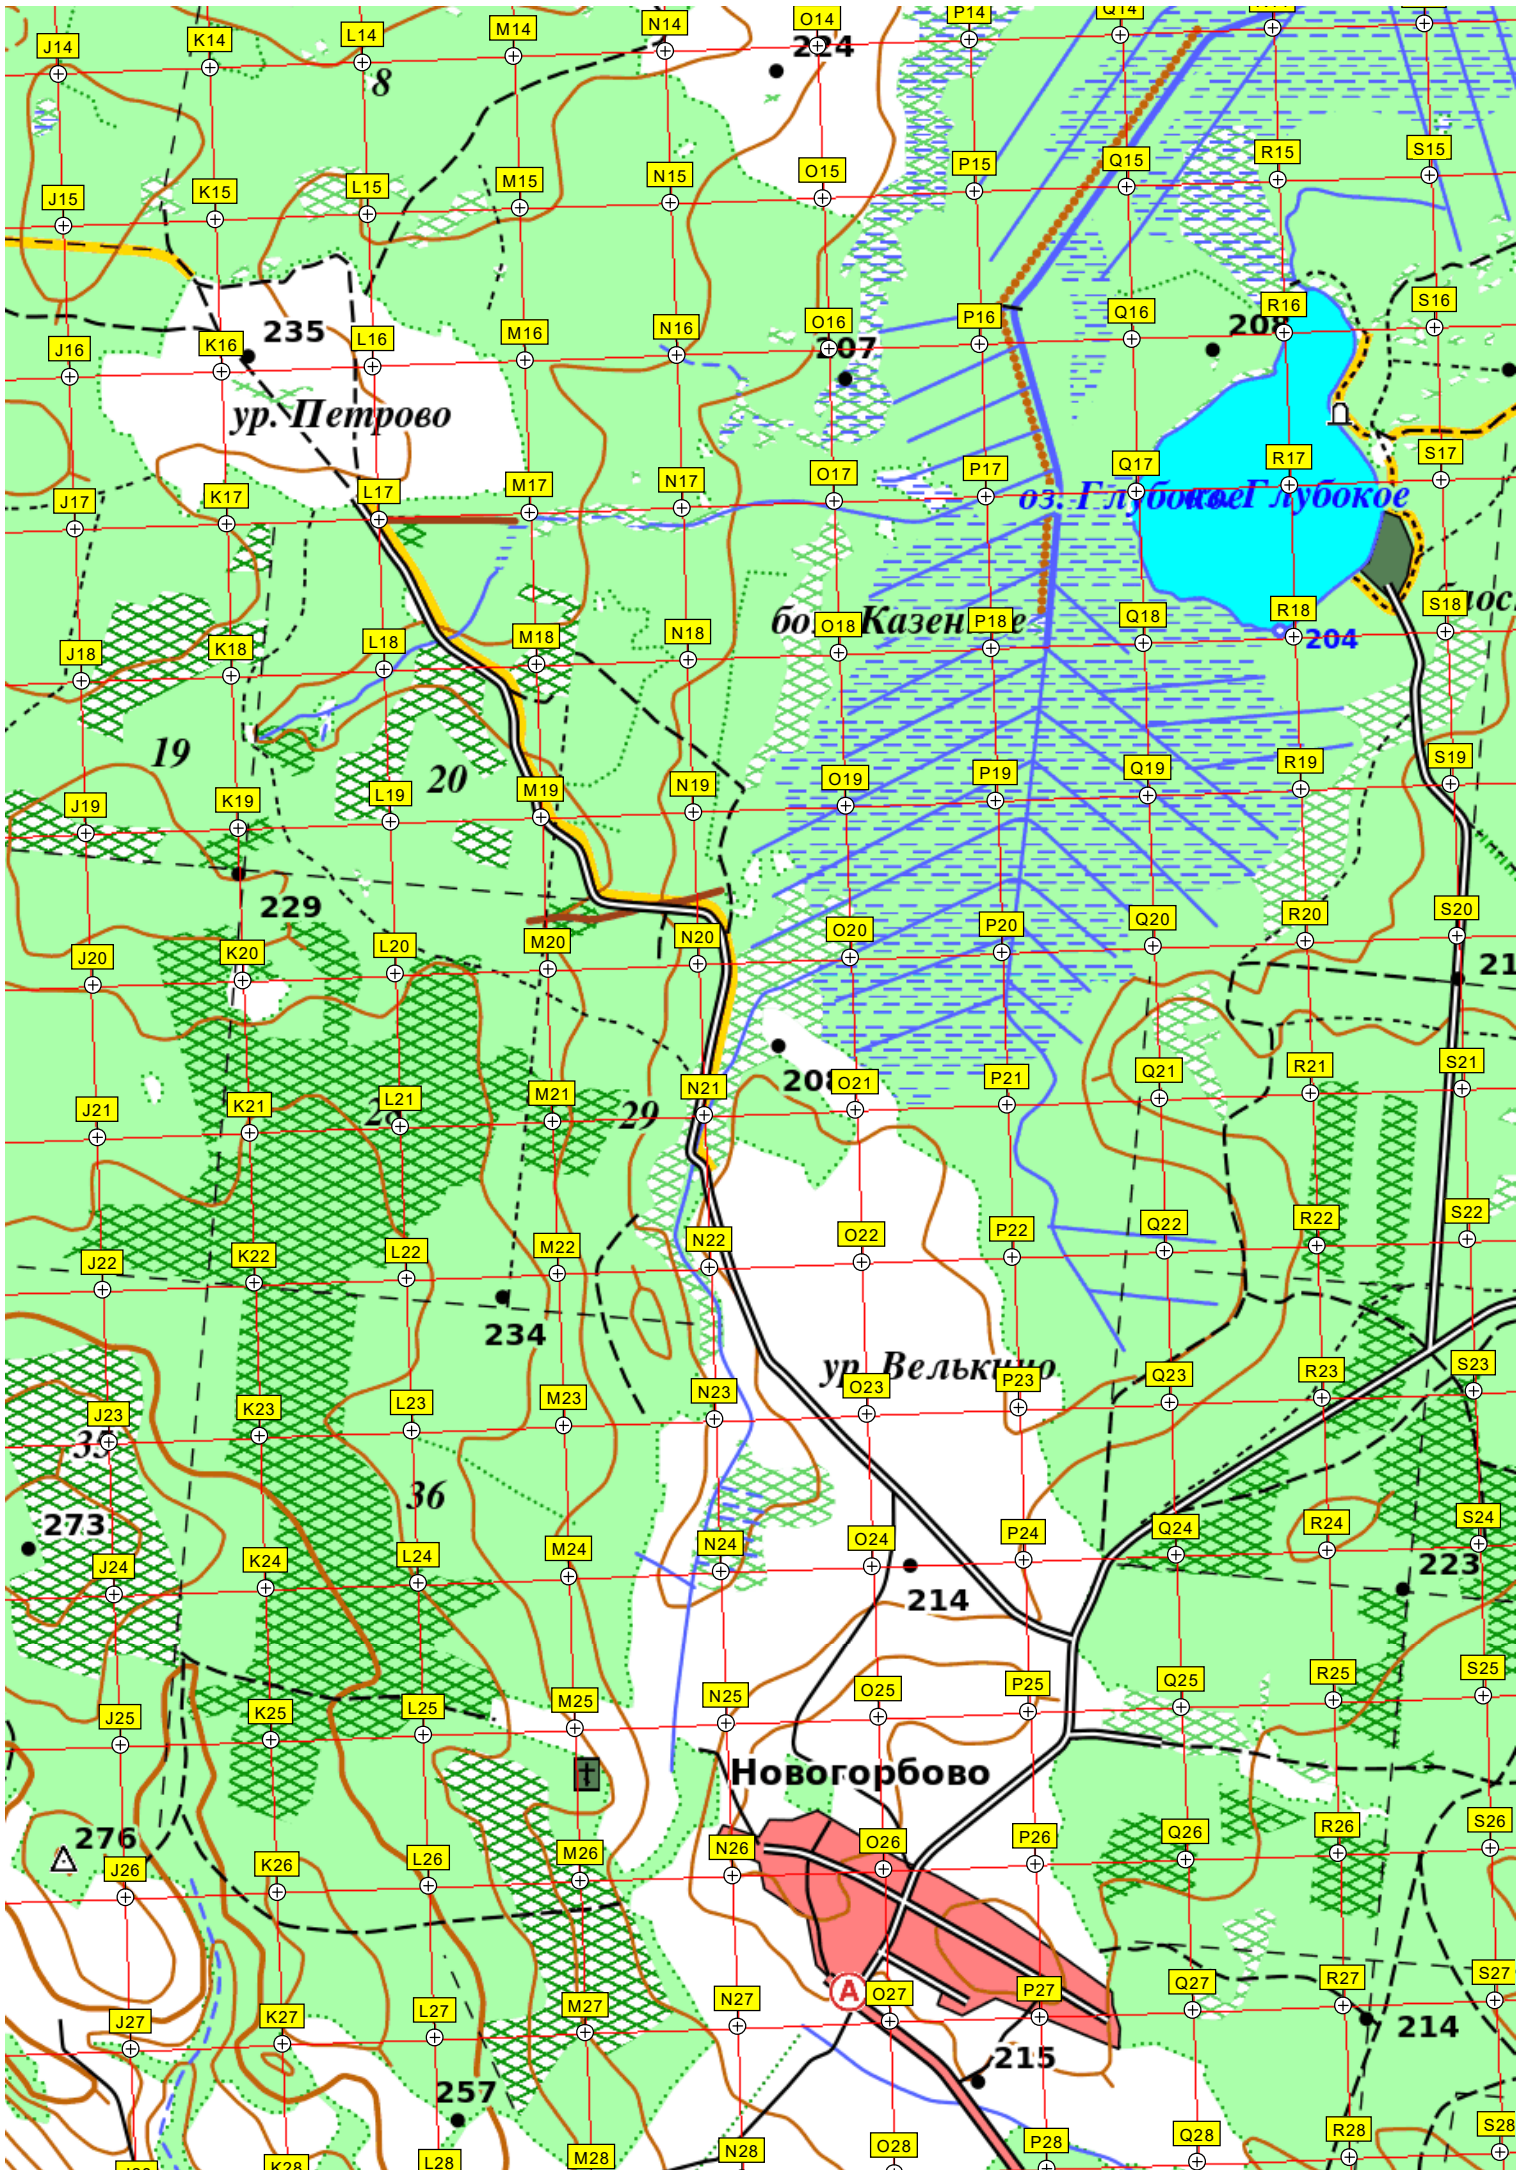 J14 K14 L14 M14 N14 O14 P14 Q14
224
8
J15 K15 L15 M15 N15 O15 P15 Q15 R15 S15
J16 K16 L16 M16 N16 O16 P16 Q16 R16 S16
235
207
208
ур. Петрово
J17 K17 L17 M17 N17 O17 P17 Q17 R17 S17
оз. Глубокое
Глубокое
J18 K18 L18 M18 N18 O18 P18 Q18 R18 S18
204
19
20
J19 K19 L19 M19 N19 O19 P19 Q19 R19 S19
229
J20 K20 L20 M20 N20 O20 P20 Q20 R20 S20
21
208
J21 K21 L21 M21 N21 O21 P21 Q21 R21 S21
29
J22 K22 L22 M22 N22 O22 P22 Q22 R22 S22
234
ур. Велькино
J23 K23 L23 M23 N23 O23 P23 Q23 R23 S23
35
36
273
J24 K24 L24 M24 N24 O24 P24 Q24 R24 S24
223
214
J25 K25 L25 M25 N25 O25 P25 Q25 R25 S25
Новогорбово
276
J26 K26 L26 M26 N26 O26 P26 Q26 R26 S26
A
J27 K27 L27 M27 N27 O27 P27 Q27 R27 S27
214
215
257
K28 L28 M28 N28 O28 P28 Q28 R28 S28